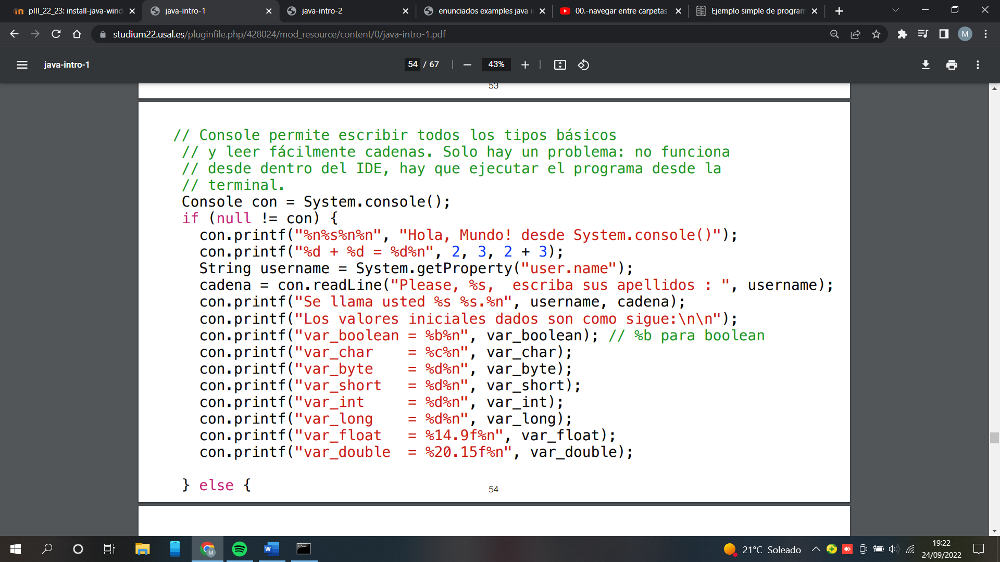 plII_22_23: install-java-wind
java-intro-1
java-intro-2
enunciados examples java i
00.-navegar entre carpetas
Ejemplo simple de program
studium22.usal.es/pluginfile.php/428024/mod_resource/content/0/java-intro-1.pdf
M
java-intro-1
54 / 67
43%
53
// Console permite escribir todos los tipos básicos
// y leer fácilmente cadenas. Solo hay un problema: no funciona
// desde dentro del IDE, hay que ejecutar el programa desde la
// terminal.
Console con = System.console();
if (null != con) {
con.printf("%n%s%n%n", "Hola, Mundo! desde System.console()");
con.printf("%d + %d = %d%n", 2, 3, 2 + 3);
String username = System.getProperty("user.name");
cadena = con.readLine("Please, %s,  escriba sus apellidos : ", username);
con.printf("Se llama usted %s %s.%n", username, cadena);
con.printf("Los valores iniciales dados son como sigue:\n\n");
con.printf("var_boolean = %b%n", var_boolean); // %b para boolean
con.printf("var_char    = %c%n", var_char);
con.printf("var_byte    = %d%n", var_byte);
con.printf("var_short   = %d%n", var_short);
con.printf("var_int     = %d%n", var_int);
con.printf("var_long    = %d%n", var_long);
con.printf("var_float   = %14.9f%n", var_float);
con.printf("var_double  = %20.15f%n", var_double);
} else {
54
21°C Soleado
19:22
24/09/2022